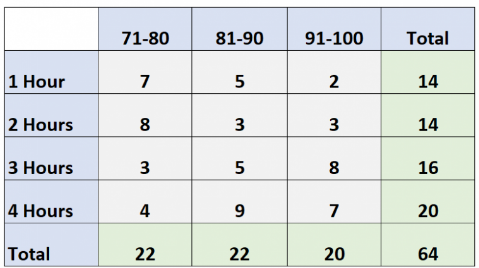 71-80 81-90 91-100 Total
1 Hour 7 5 2 14
2 Hours 8 3 3 14
3 Hours 3 5 8 16
4 Hours 4 9 7 20
Total 22 22 20 64